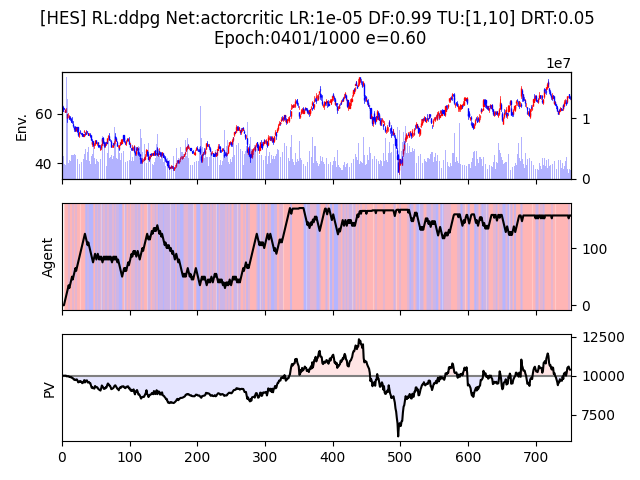 [HES] RL:ddpg Net:actorcritic LR:1e-05 DF:0.99 TU:[1,10] DRT:0.05
Epoch:0401/1000 e=0.60
1e7
Env.
60
40
1
0
Agent
100
0
PV
12500
10000
7500
0 100 200 300 400 500 600 700